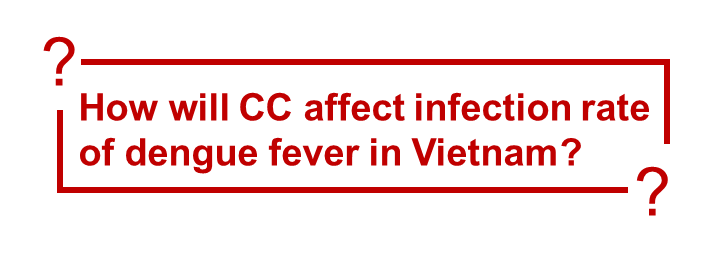 ?
How will CC affect infection rate
of dengue fever in Vietnam?
?